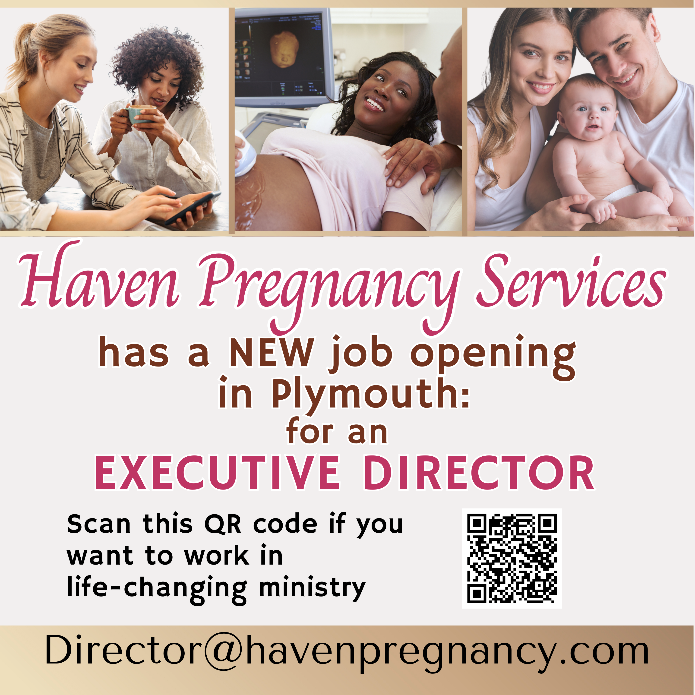 Haven Pregnancy Services
has a NEW job opening
in Plymouth:
for an
EXECUTIVE DIRECTOR
Scan this QR code if you
want to work in
life-changing ministry
Director@havenpregnancy.com